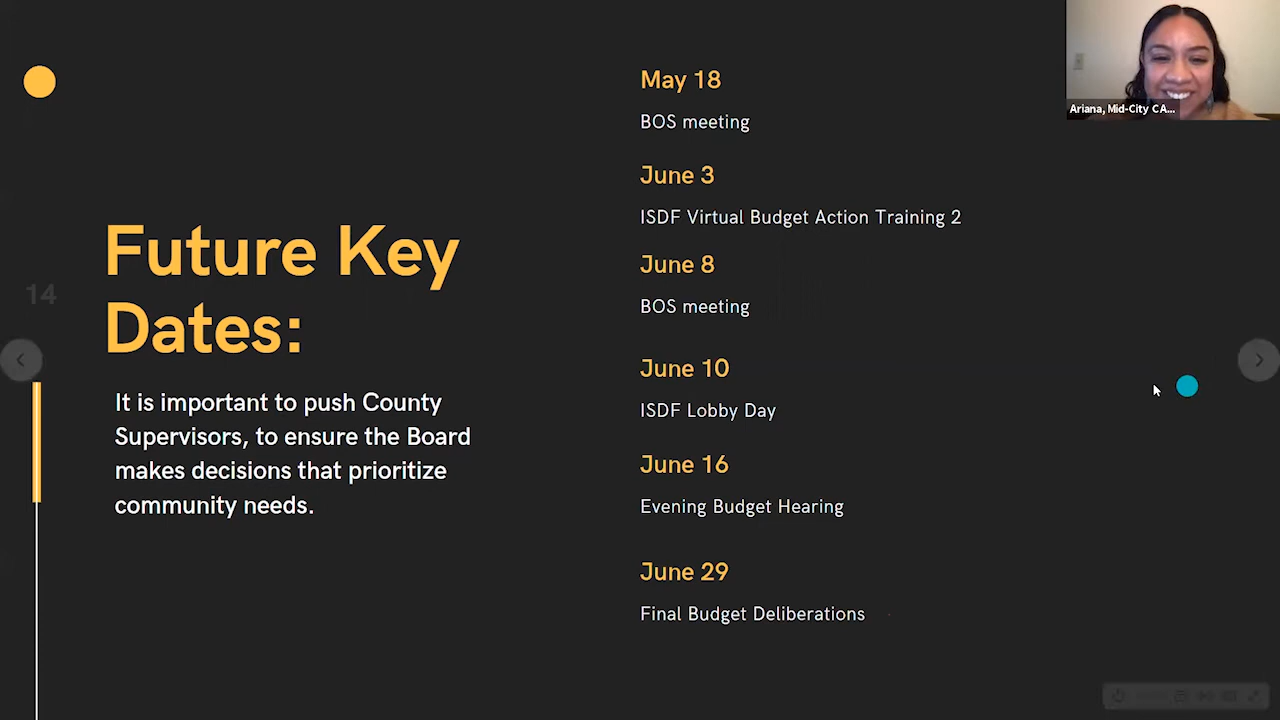 Future Key
Dates:
It is important to push County
Supervisors, to ensure the Board
makes decisions that prioritize
community needs.
14
May 18
BOS meeting
June 3
ISDF Virtual Budget Action Training 2
June 8
BOS meeting
June 10
ISDF Lobby Day
June 16
Evening Budget Hearing
June 29
Final Budget Deliberations
Ariana, Mid-City CA...